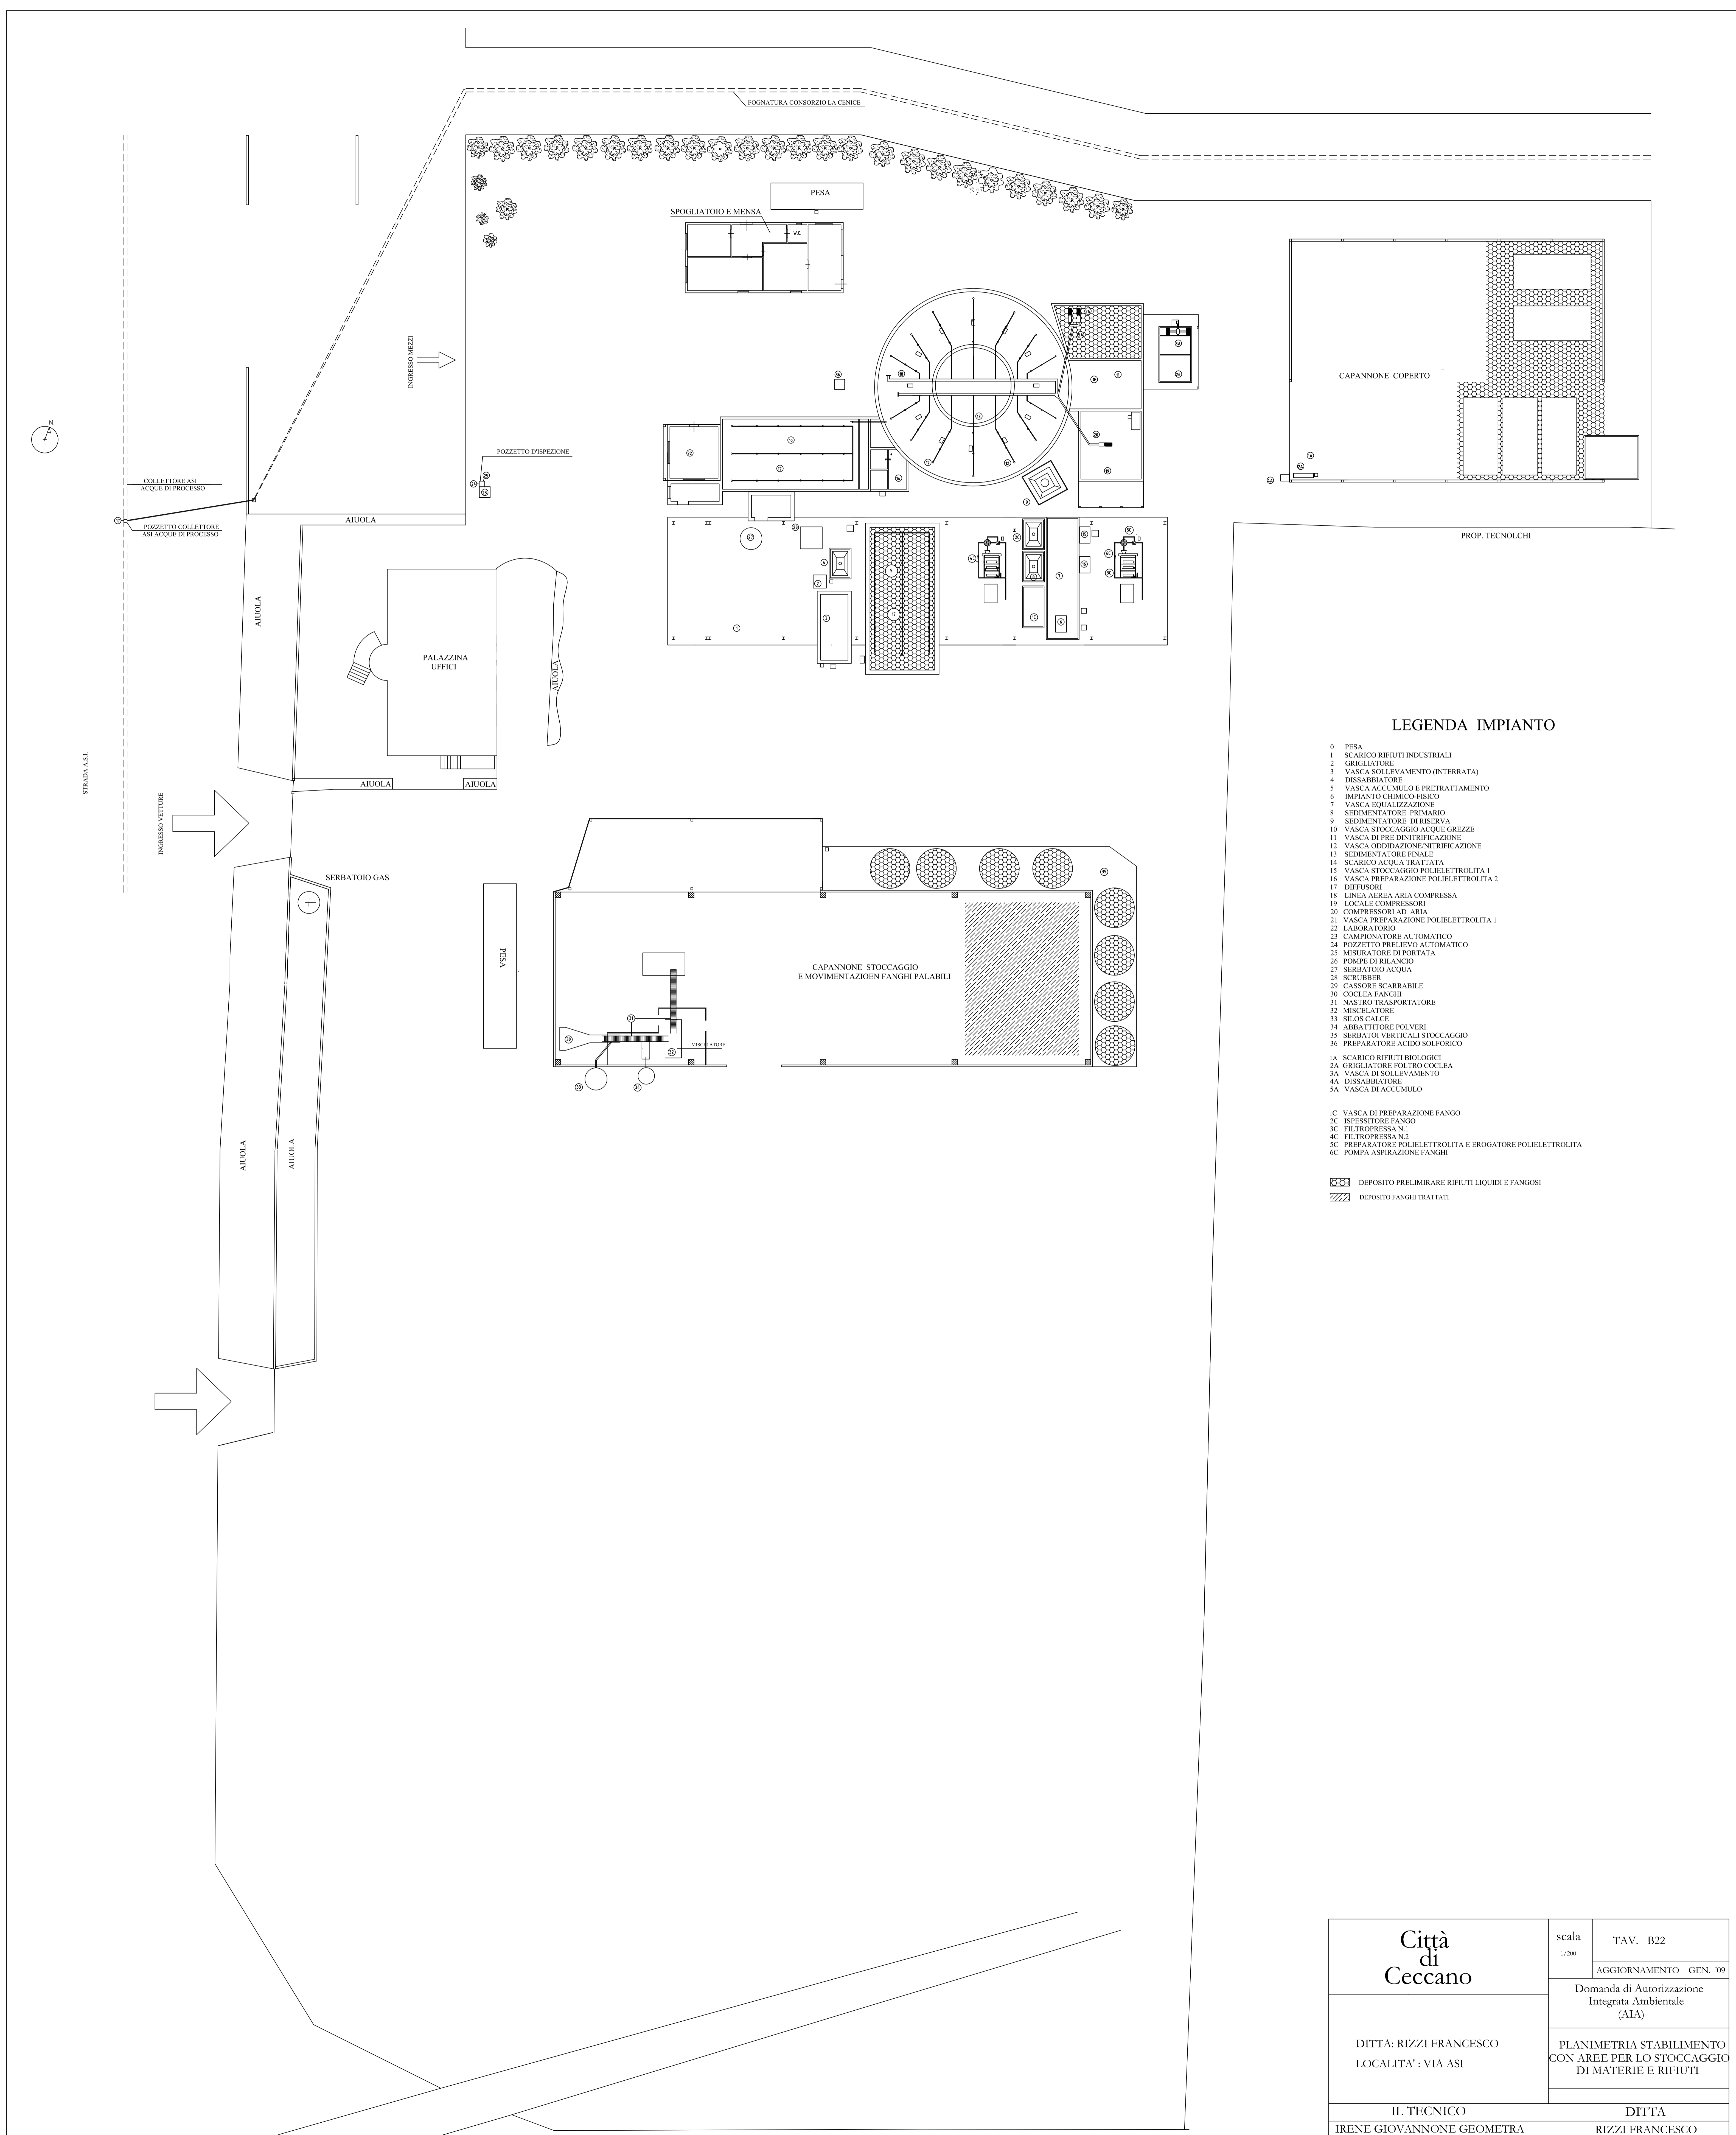 FOGNATURA CONSORZIO LA CENICE
PESA
SPOGLIATOIO E MENSA
W.C.
INGRESSO MEZZI
CAPANNONE COPERTO
N
POZZETTO D'ISPEZIONE
COLLETTORE ASI
ACQUE DI PROCESSO
POZZETTO COLLETTORE
ASI ACQUE DI PROCESSO
AIUOLA
PROP. TECNOLCHI
AIUOLA
PALAZZINA
UFFICI
AIUOLA
AIUOLA
AIUOLA
STRADA A.S.I.
INGRESSO VETTURE
SERBATOIO GAS
PESA
CAPANNONE STOCCAGGIO
E MOVIMENTAZIOEN FANGHI PALABILI
MISCELATORE
AIUOLA
AIUOLA
LEGENDA IMPIANTO
0 PESA
1 SCARICO RIFIUTI INDUSTRIALI
2 GRIGLIATORE
3 VASCA SOLLEVAMENTO (INTERRATA)
4 DISSABBIATORE
5 VASCA ACCUMULO E PRETRATTAMENTO
6 IMPIANTO CHIMICO-FISICO
7 VASCA EQUALIZZAZIONE
8 SEDIMENTATORE PRIMARIO
9 SEDIMENTATORE DI RISERVA
10 VASCA STOCCAGGIO ACQUE GREZZE
11 VASCA DI PRE DINITRIFICAZIONE
12 VASCA ODDIDAZIONE/NITRIFICAZIONE
13 SEDIMENTATORE FINALE
14 SCARICO ACQUA TRATTATA
15 VASCA STOCCAGGIO POLIELETTROLITA 1
16 VASCA PREPARAZIONE POLIELETTROLITA 2
17 DIFFUSORI
18 LINEA AEREA ARIA COMPRESSA
19 LOCALE COMPRESSORI
20 COMPRESSORI AD ARIA
21 VASCA PREPARAZIONE POLIELETTROLITA 1
22 LABORATORIO
23 CAMPIONATORE AUTOMATICO
24 POZZETTO PRELIEVO AUTOMATICO
25 MISURATORE DI PORTATA
26 POMPE DI RILANCIO
27 SERBATOIO ACQUA
28 SCRUBBER
29 CASSORE SCARRABILE
30 COCLEA FANGHI
31 NASTRO TRASPORTATORE
32 MISCELATORE
33 SILOS CALCE
34 ABBATTITORE POLVERI
35 SERBATOI VERTICALI STOCCAGGIO
36 PREPARATORE ACIDO SOLFORICO
1A SCARICO RIFIUTI BIOLOGICI
2A GRIGLIATORE FOLTRO COCLEA
3A VASCA DI SOLLEVAMENTO
4A DISSABBIATORE
5A VASCA DI ACCUMULO
1C VASCA DI PREPARAZIONE FANGO
2C ISPESSITORE FANGO
3C FILTROPRESSA N.1
4C FILTROPRESSA N.2
5C PREPARATORE POLIELETTROLITA E EROGATORE POLIELETTROLITA
6C POMPA ASPIRAZIONE FANGHI
DEPOSITO PRELIMIRARE RIFIUTI LIQUIDI E FANGOSI
DEPOSITO FANGHI TRATTATI
Città
di
Ceccano
scala
1/200
TAV. B22
AGGIORNAMENTO GEN. '09
Domanda di Autorizzazione
Integrata Ambientale
(AIA)
DITTA: RIZZI FRANCESCO
LOCALITA' : VIA ASI
PLANIMETRIA STABILIMENTO
CON AREE PER LO STOCCAGGIO
DI MATERIE E RIFIUTI
IL TECNICO
DITTA
IRENE GIOVANNONE GEOMETRA
RIZZI FRANCESCO